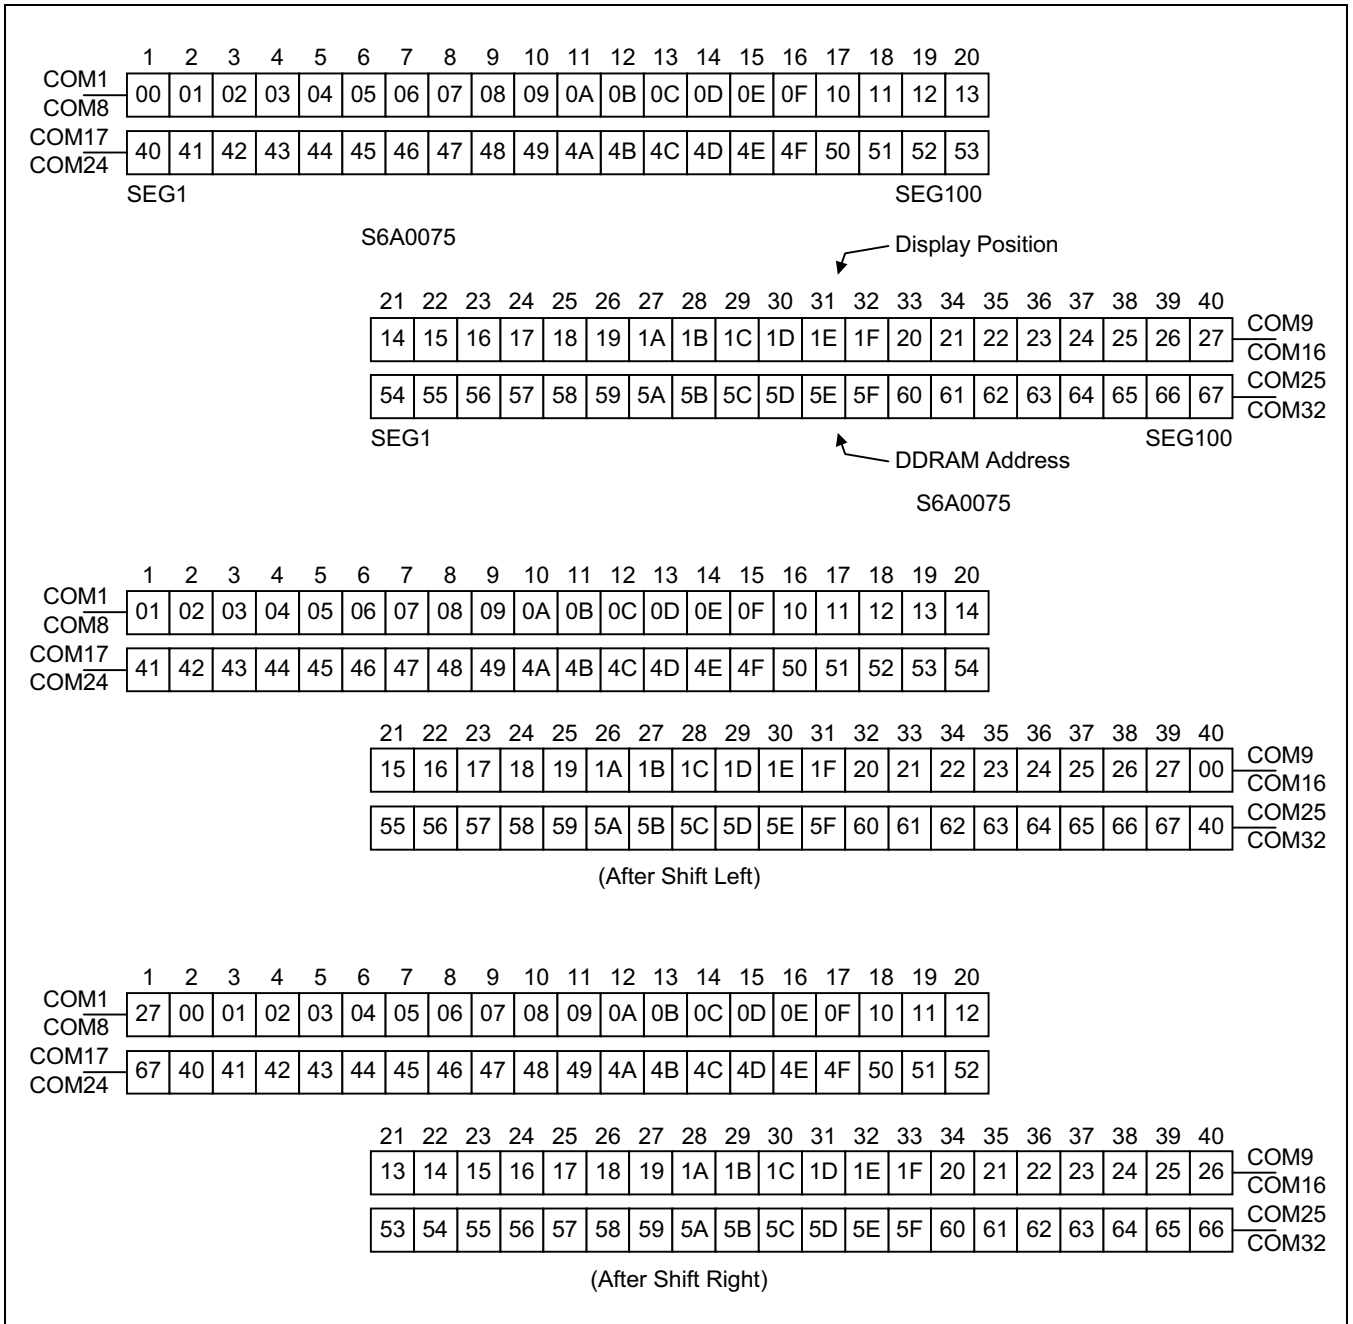 1 2 3 4 5 6 7 8 9 10 11 12 13 14 15 16 17 18 19 20
COM1
COM8
00 01 02 03 04 05 06 07 08 09 0A 0B 0C 0D 0E 0F 10 11 12 13
COM17
COM24
40 41 42 43 44 45 46 47 48 49 4A 4B 4C 4D 4E 4F 50 51 52 53
SEG1 SEG100
S6A0075
Display Position
21 22 23 24 25 26 27 28 29 30 31 32 33 34 35 36 37 38 39 40
14 15 16 17 18 19 1A 1B 1C 1D 1E 1F 20 21 22 23 24 25 26 27
COM9
COM16
54 55 56 57 58 59 5A 5B 5C 5D 5E 5F 60 61 62 63 64 65 66 67
COM25
COM32
SEG1 SEG100
DDRAM Address
S6A0075
1 2 3 4 5 6 7 8 9 10 11 12 13 14 15 16 17 18 19 20
COM1
COM8
01 02 03 04 05 06 07 08 09 0A 0B 0C 0D 0E 0F 10 11 12 13 14
COM17
COM24
41 42 43 44 45 46 47 48 49 4A 4B 4C 4D 4E 4F 50 51 52 53 54
21 22 23 24 25 26 27 28 29 30 31 32 33 34 35 36 37 38 39 40
15 16 17 18 19 1A 1B 1C 1D 1E 1F 20 21 22 23 24 25 26 27 00
COM9
COM16
55 56 57 58 59 5A 5B 5C 5D 5E 5F 60 61 62 63 64 65 66 67 40
COM25
COM32
(After Shift Left)
1 2 3 4 5 6 7 8 9 10 11 12 13 14 15 16 17 18 19 20
COM1
COM8
27 00 01 02 03 04 05 06 07 08 09 0A 0B 0C 0D 0E 0F 10 11 12
COM17
COM24
67 40 41 42 43 44 45 46 47 48 49 4A 4B 4C 4D 4E 4F 50 51 52
21 22 23 24 25 26 27 28 29 30 31 32 33 34 35 36 37 38 39 40
13 14 15 16 17 18 19 1A 1B 1C 1D 1E 1F 20 21 22 23 24 25 26
COM9
COM16
53 54 55 56 57 58 59 5A 5B 5C 5D 5E 5F 60 61 62 63 64 65 66
COM25
COM32
(After Shift Right)